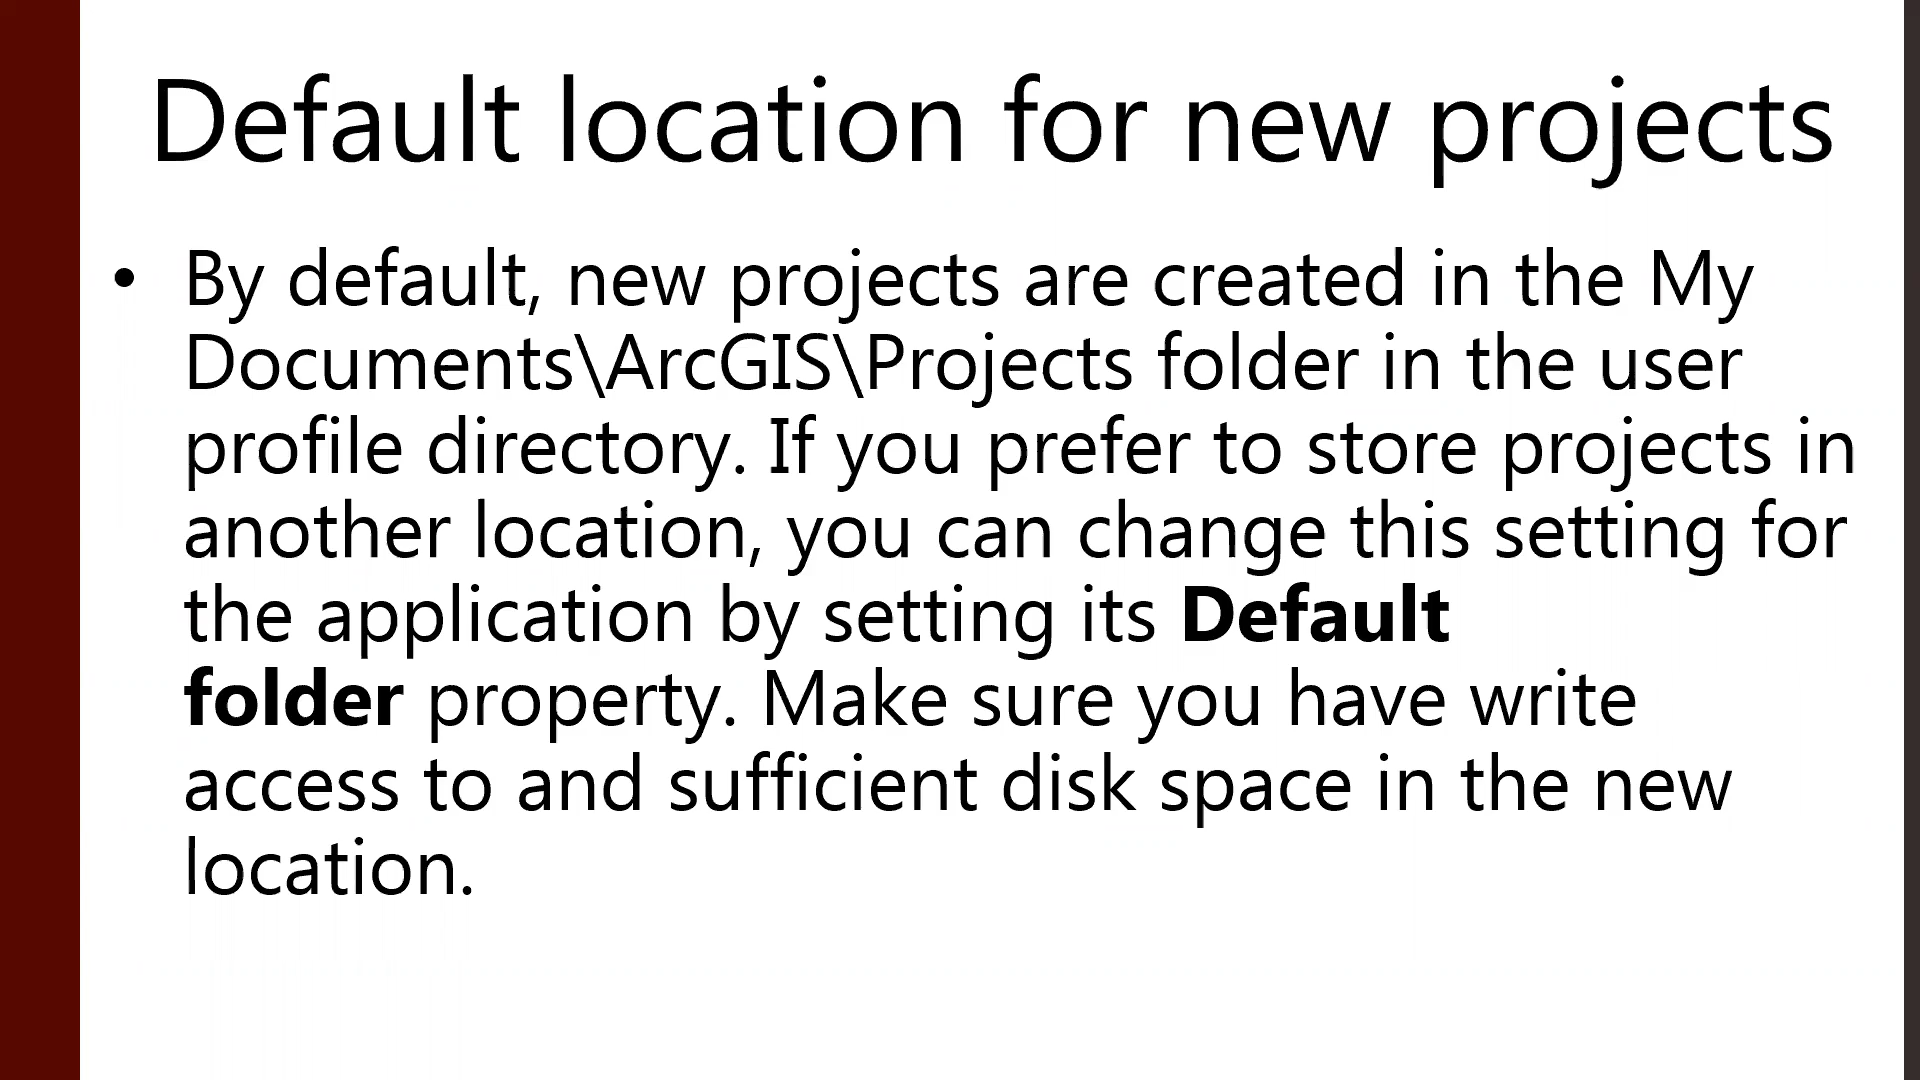 Default location for new projects
• By default, new projects are created in the My
Documents\ArcGIS\Projects folder in the user
profile directory. If you prefer to store projects in
another location, you can change this setting for
the application by setting its Default
folder property. Make sure you have write
access to and sufficient disk space in the new
location.